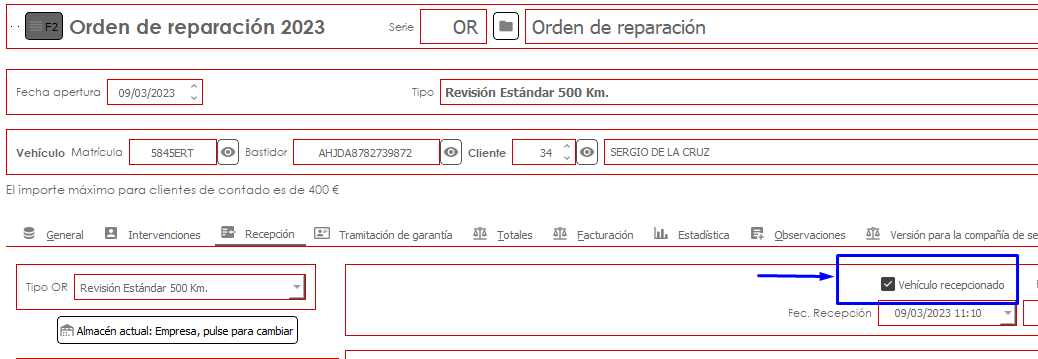 F2 Orden de reparación 2023 Serie OR Orden de reparación
Fecha apertura 09/03/2023 Tipo Revisión Estándar 500 Km.
Vehículo Matrícula 5845ERT Bastidor AHJDA8782739872 Cliente 34 SERGIO DE LA CRUZ
El importe máximo para clientes de contado es de 400 €
General Intervenciones Recepción Tramitación de garantía Totales Facturación Estadística Observaciones Versión para la compañía de se
Tipo OR Revisión Estándar 500 Km. Vehículo recepcionado
Fec. Recepción 09/03/2023 11:10
Almacén actual: Empresa, pulse para cambiar